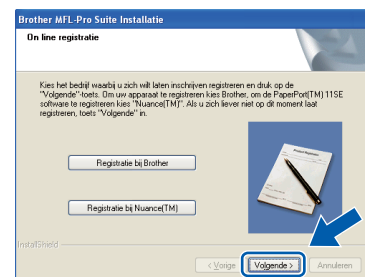 Brother MFL-Pro Suite Installatie
On line registratie
Kies het bedrijf waarbij u zich wilt laten inschrijven registreren en druk op de
"Volgende"-toets. Om uw apparaat te registreren kies Brother, om de PaperPort(TM) 11SE
software te registreren kies "Nuance(TM)". Als u zich liever niet op dit moment laat
registreren, toets "Volgende" in.
Registratie bij Brother
Registratie bij Nuance(TM)
InstallShield
< Vorige
Volgende >
Annuleren